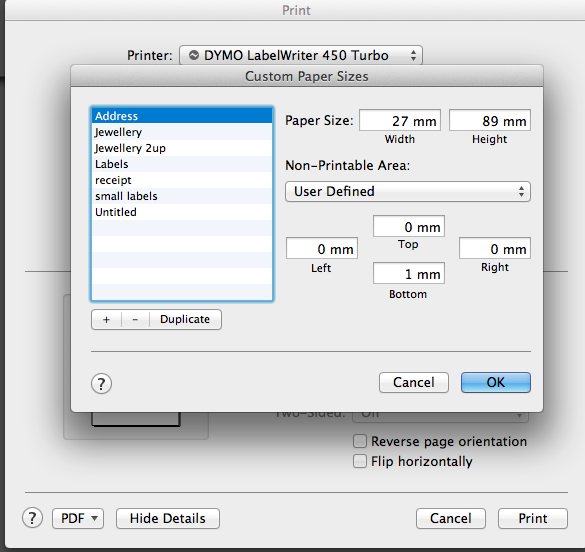 Print
Printer: DYMO LabelWriter 450 Turbo
Custom Paper Sizes
Address
Jewellery
Jewellery 2up
Labels
receipt
small labels
Untitled
+ - Duplicate
Paper Size: 27 mm 89 mm
Width Height
Non-Printable Area:
User Defined
0 mm
Top
0 mm 0 mm
Left Right
1 mm
Bottom
? Cancel OK
Two-Sided: Off
Reverse page orientation
Flip horizontally
? PDF Hide Details Cancel Print